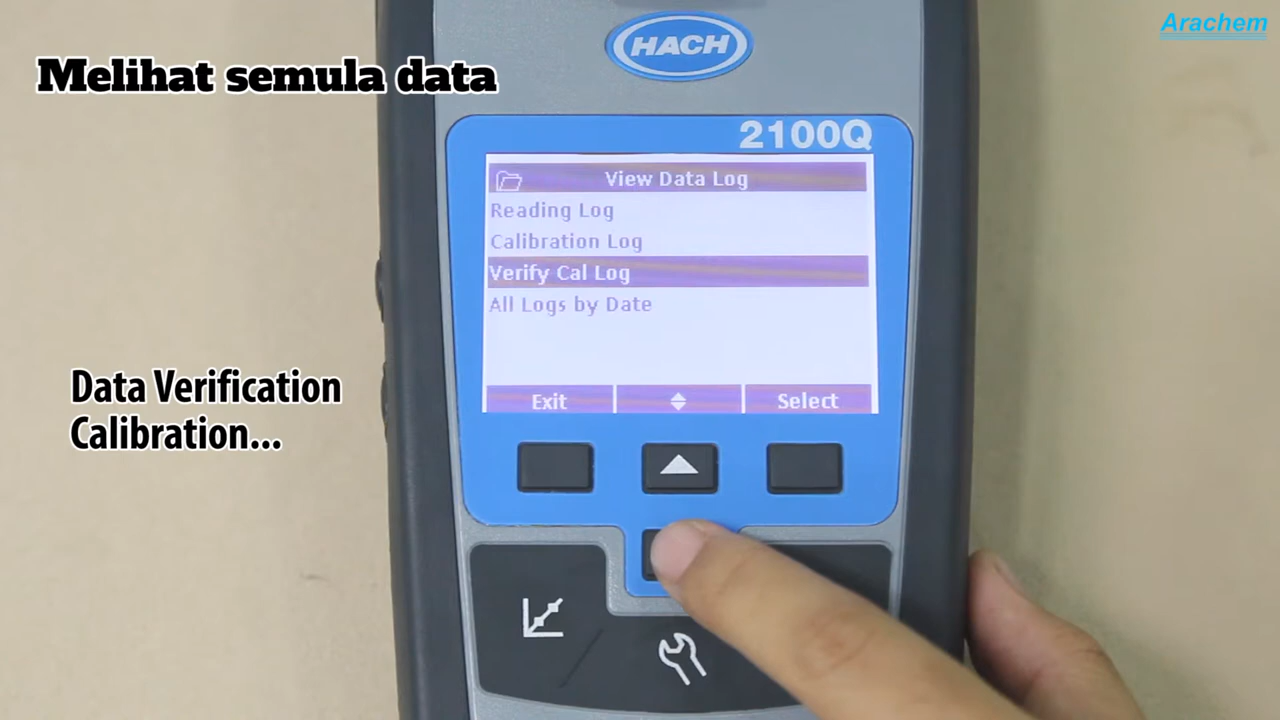 Arachem
HACH
Melihat semula data
2100Q
View Data Log
Reading Log
Calibration Log
Verify Cal Log
All Logs by Date
Data Verification
Calibration...
Exit
Select